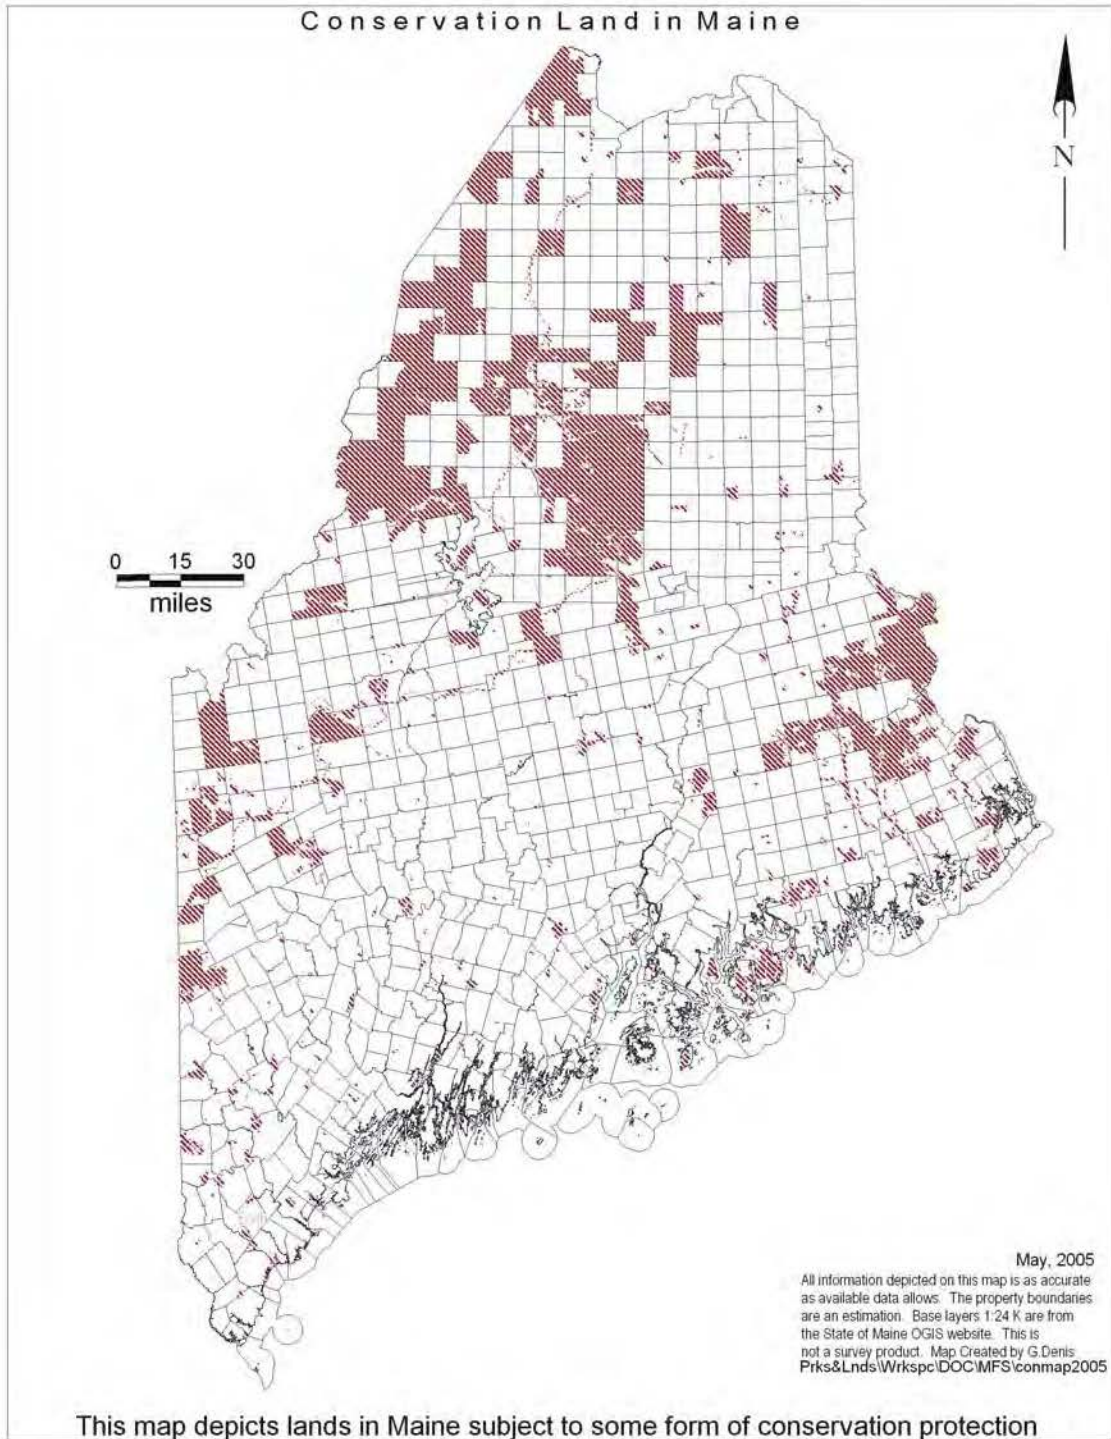 Conservation Land in Maine
N
0 15 30
miles
May, 2005
All information depicted on this map is as accurate
as available data allows. The property boundaries
are an estimation. Base layers 1:24 K are from
the State of Maine OGIS website. This is
not a survey product. Map Created by G.Denis
Prks&Lnds\Wrkspc\DOC\MFS\conmap2005
This map depicts lands in Maine subject to some form of conservation protection